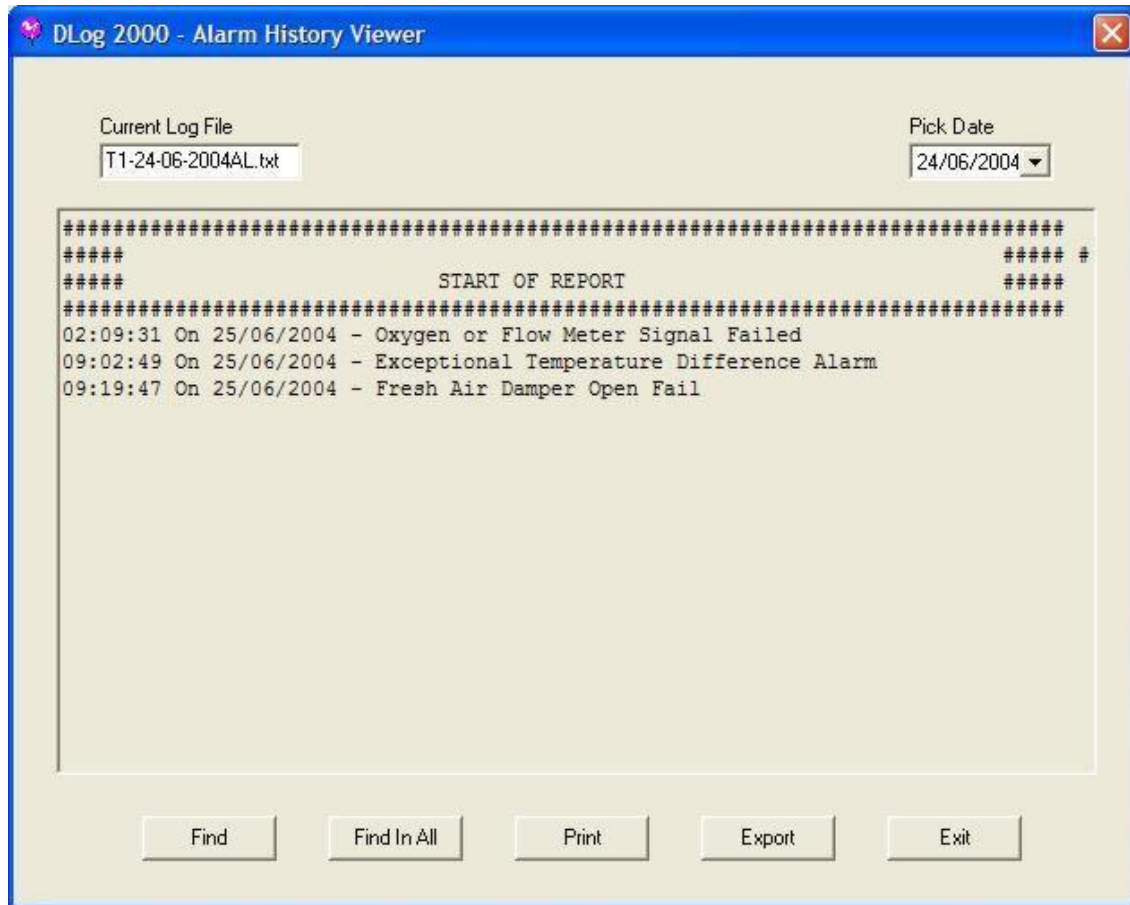 DLog 2000 - Alarm History Viewer
Current Log File
Pick Date
T1-24-06-2004AL.txt
24/06/2004
################################################################################
##### ##### #
##### START OF REPORT #####
################################################################################
02:09:31 On 25/06/2004 - Oxygen or Flow Meter Signal Failed
09:02:49 On 25/06/2004 - Exceptional Temperature Difference Alarm
09:19:47 On 25/06/2004 - Fresh Air Damper Open Fail
Find
Find In All
Print
Export
Exit